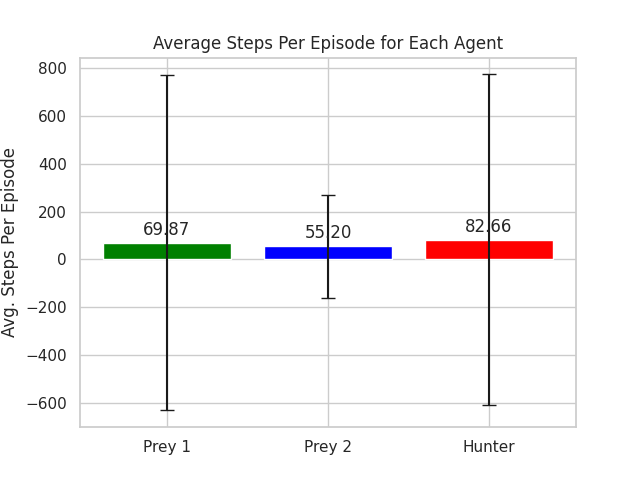 Average Steps Per Episode for Each Agent
Avg. Steps Per Episode
800
600
400
200
0
−200
−400
−600
69.87
55.20
82.66
Prey 1
Prey 2
Hunter